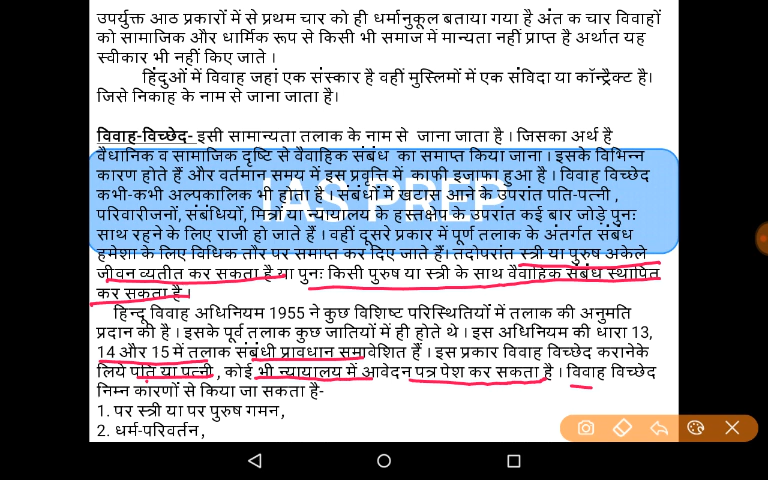 उपर्युक्त आठ प्रकारों में से प्रथम चार को ही धर्मानुकूल बताया गया है अंत क चार विवाहों
को सामाजिक और धार्मिक रूप से किसी भी समाज में मान्यता नहीं प्राप्त है अर्थात यह
स्वीकार भी नहीं किए जाते ।
हिंदुओं में विवाह जहां एक संस्कार है वहीं मुस्लिमों में एक संविदा या कॉन्ट्रैक्ट है।
जिसे निकाह के नाम से जाना जाता है।
विवाह-विच्छेद- इसी सामान्यता तलाक के नाम से जाना जाता है । जिसका अर्थ है
वैधानिक व सामाजिक दृष्टि से वैवाहिक संबंध का समाप्त किया जाना । इसके विभिन्न
कारण होते हैं और वर्तमान समय में इस प्रवृत्ति में काफी इजाफा हुआ है । विवाह विच्छेद
कभी-कभी अल्पकालिक भी होता है । संबंधों में खटास आने के उपरांत पति-पत्नी ,
परिवारीजनों, संबंधियों, मित्रों या न्यायालय के हस्तक्षेप के उपरांत कई बार जोड़े पुनः
साथ रहने के लिए राजी हो जाते हैं । वहीं दूसरे प्रकार में पूर्ण तलाक के अंतर्गत संबंध
हमेशा के लिए विधिक तौर पर समाप्त कर दिए जाते हैं। तदोपरांत स्त्री या पुरुष अकेले
जीवन व्यतीत कर सकता है या पुनः किसी पुरुष या स्त्री के साथ वैवाहिक संबंध स्थापित
कर सकता है ।
हिन्दू विवाह अधिनियम 1955 ने कुछ विशिष्ट परिस्थितियों में तलाक की अनुमति
प्रदान की है । इसके पूर्व तलाक कुछ जातियों में ही होते थे । इस अधिनियम की धारा 13,
14 और 15 में तलाक संबंधी प्रावधान समावेशित हैं । इस प्रकार विवाह विच्छेद करानेके
लिये पति या पत्नी , कोई भी न्यायालय में आवेदन पत्र पेश कर सकता है । विवाह विच्छेद
निम्न कारणों से किया जा सकता है-
1. पर स्त्री या पर पुरुष गमन,
2. धर्म-परिवर्तन,
IAS PREP